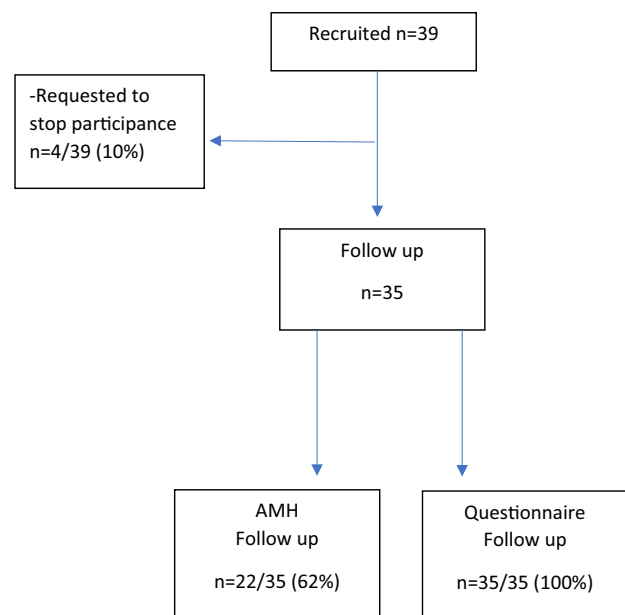 Recruited n=39
-Requested to
stop participance
n=4/39 (10%)
Follow up
n=35
AMH
Follow up
n=22/35 (62%)
Questionnaire
Follow up
n=35/35 (100%)